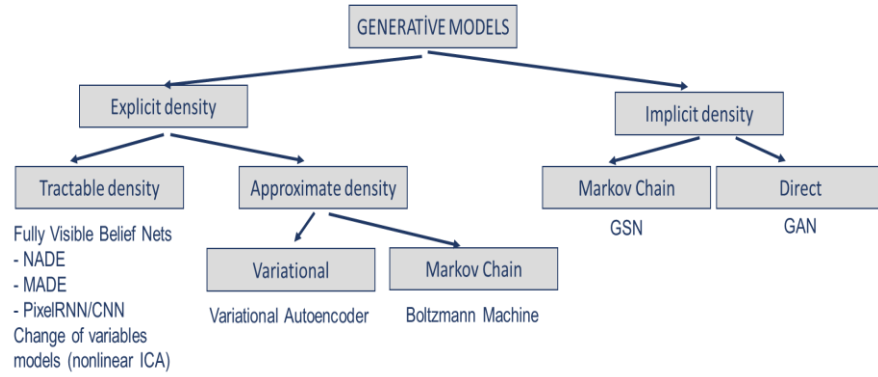 GENERATİVE MODELS
Explicit density
Implicit density
Tractable density
Approximate density
Markov Chain
Direct
Fully Visible Belief Nets
- NADE
- MADE
- PixelRNN/CNN
Change of variables
models (nonlinear ICA)
GSN
GAN
Variational
Markov Chain
Variational Autoencoder
Boltzmann Machine